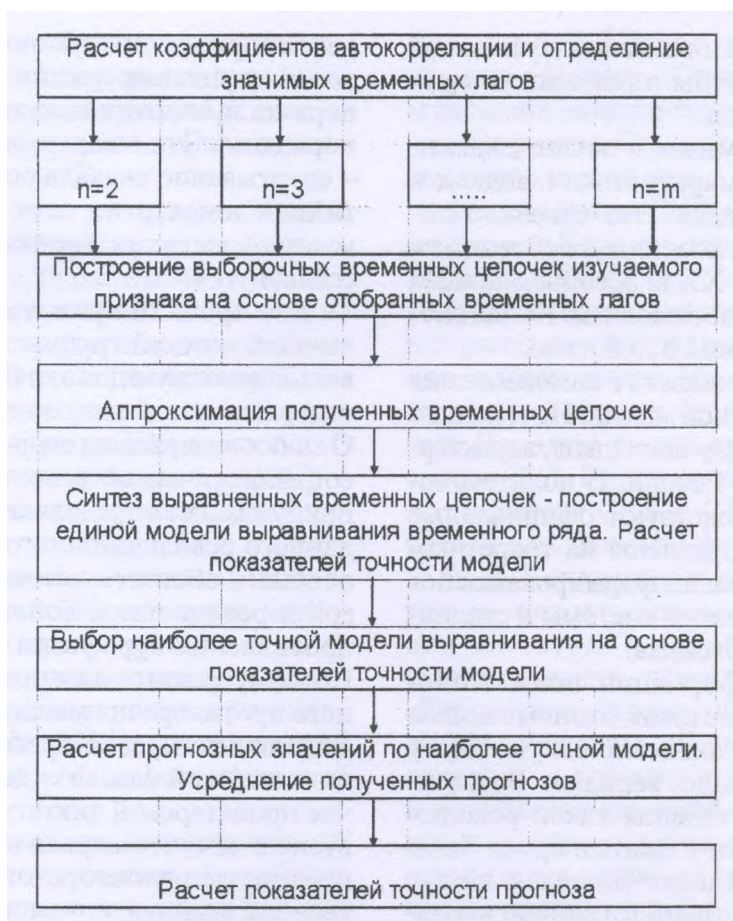 Расчет коэффициентов автокорреляции и определение
значимых временных лагов
n=2 n=3 .... n=m
Построение выборочных временных цепочек изучаемого
признака на основе отобранных временных лагов
Аппроксимация полученных временных цепочек
Синтез выравненных временных цепочек - построение
единой модели выравнивания временного ряда. Расчет
показателей точности модели
Выбор наиболее точной модели выравнивания на основе
показателей точности модели
Расчет прогнозных значений по наиболее точной модели.
Усреднение полученных прогнозов
Расчет показателей точности прогноза